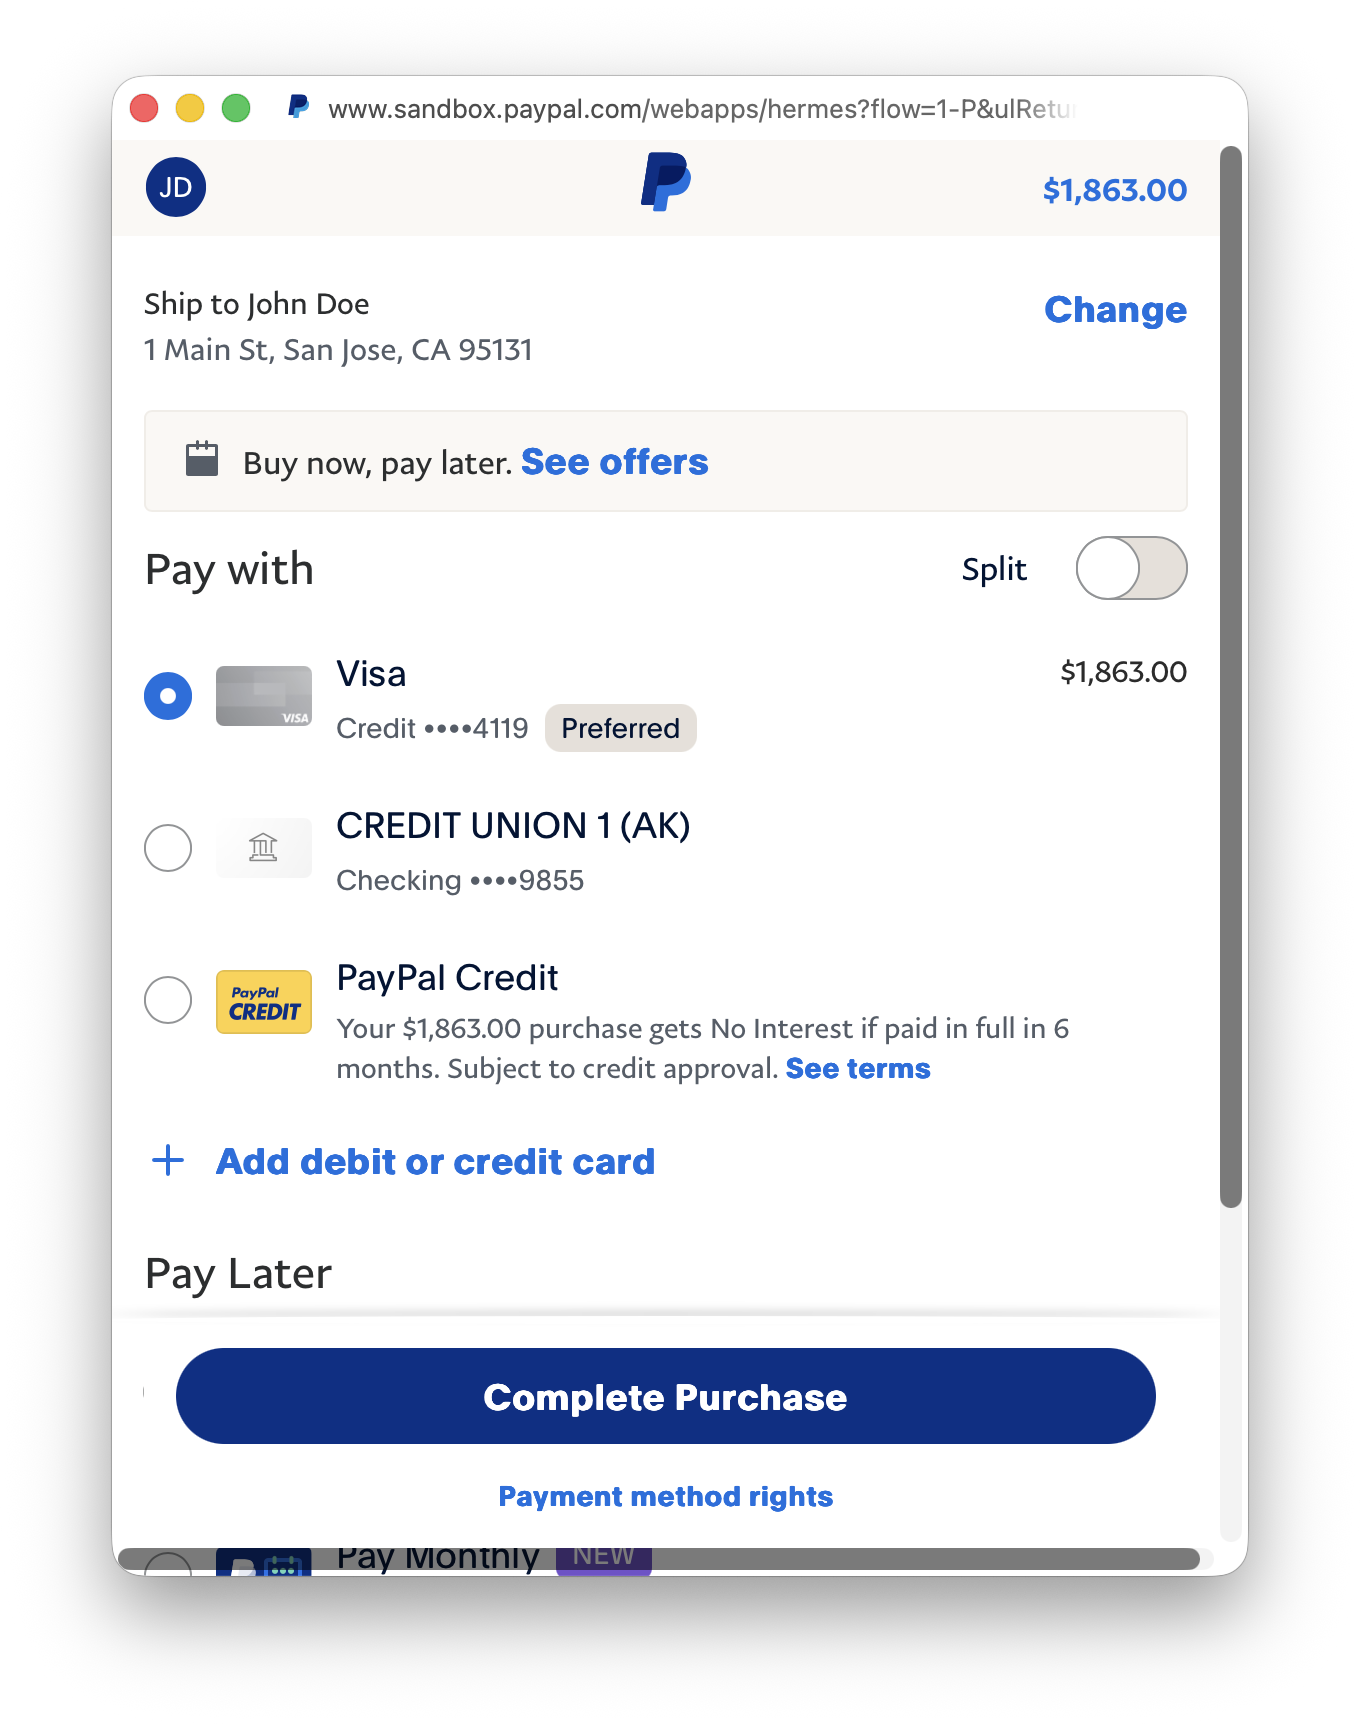 www.sandbox.paypal.com/webapps/hermes?flow=1-P&ulRetur
JD
$1,863.00
Ship to John Doe
Change
1 Main St, San Jose, CA 95131
Buy now, pay later. See offers
Pay with
Split
Visa
$1,863.00
VISA
Credit ••••4119
Preferred
CREDIT UNION 1 (AK)
Checking ••••9855
PayPal Credit
PayPal
CREDIT
Your $1,863.00 purchase gets No Interest if paid in full in 6
months. Subject to credit approval. See terms
+ Add debit or credit card
Pay Later
Complete Purchase
Payment method rights
Pay Monthly
NEW